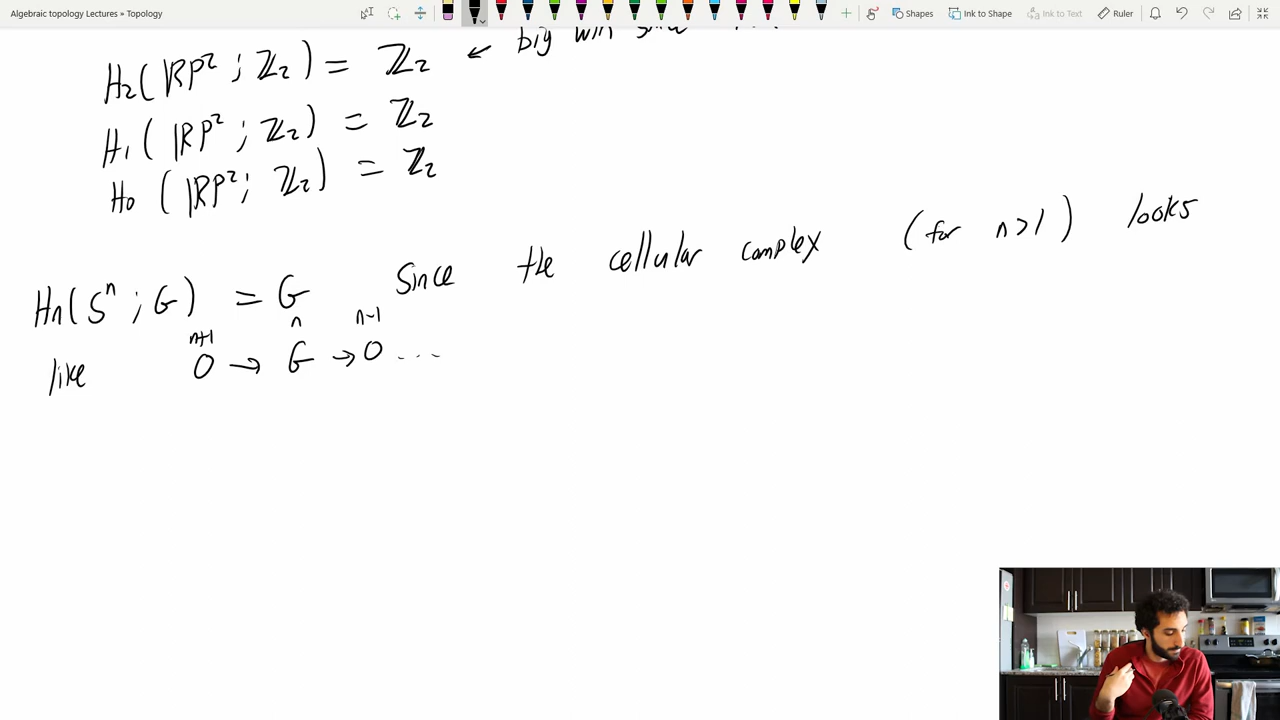 Algebraic topology Lectures » Topology
Shapes Ink to Shape Ink to Text Ruler
H₂(ℝP² ; ℤ₂) = ℤ₂ ← big win since
H₁(ℝP² ; ℤ₂) = ℤ₂
H₀(ℝP² ; ℤ₂) = ℤ₂
Hₙ(Sⁿ ; G) = G Since the cellular complex (for n>1) looks
n+1 n n-1
like 0 → G → 0 ...